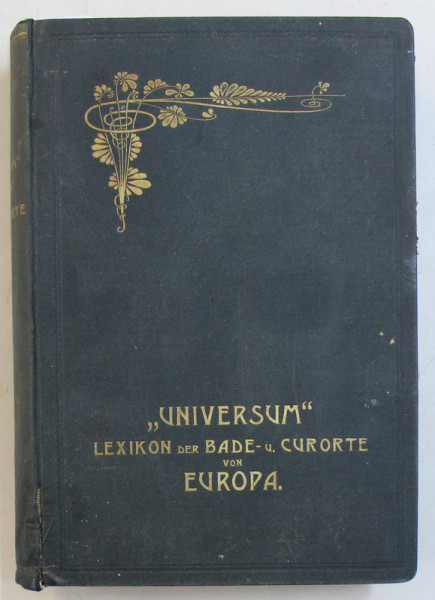 „UNIVERSUM“
LEXIKON DER BADE- U. CURORTE
VON
EUROPA.